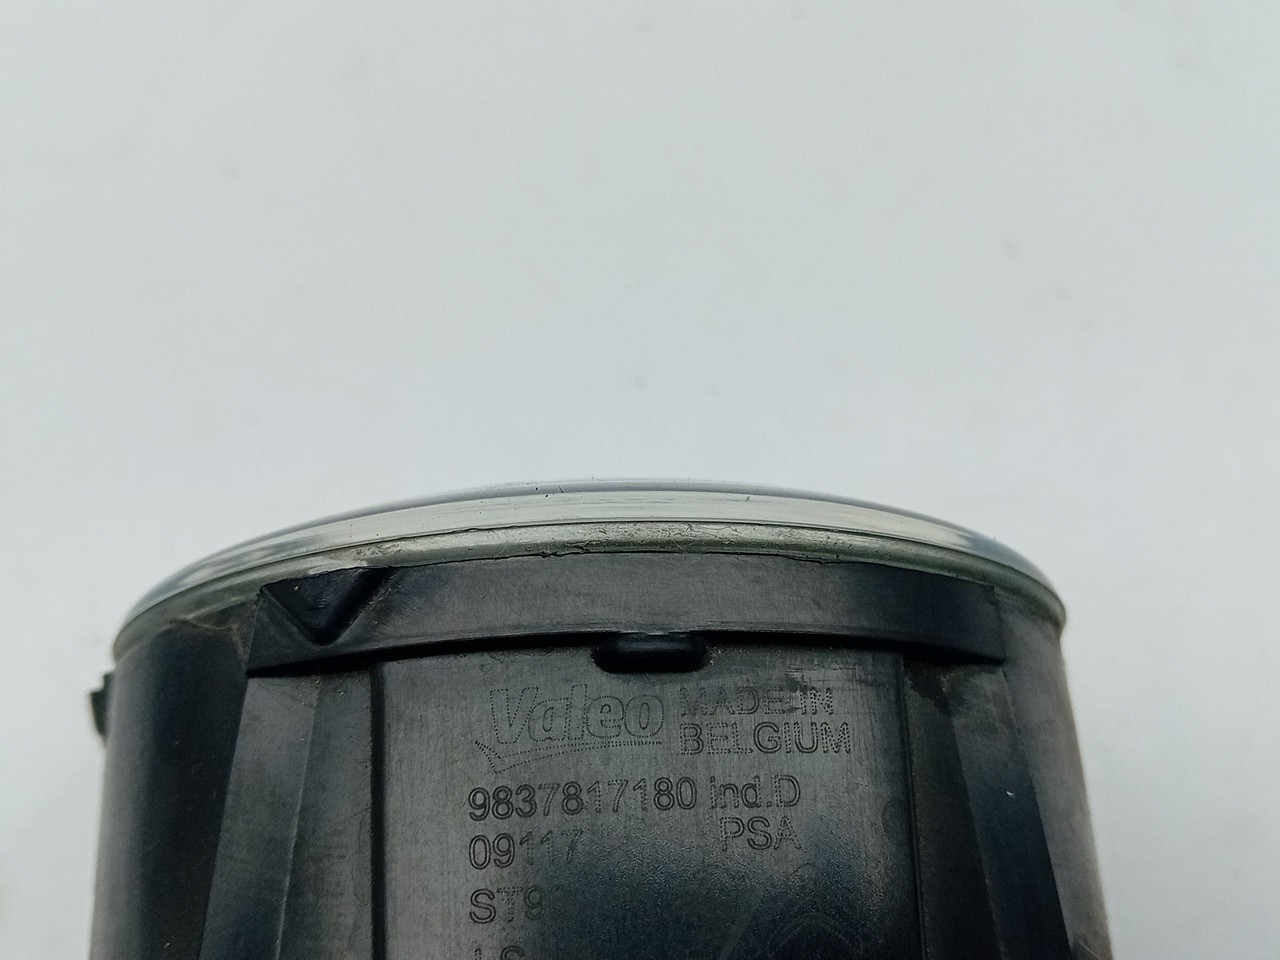 Valeo MADE IN
BELGIUM
9837817180 ind.D
09117 PSA